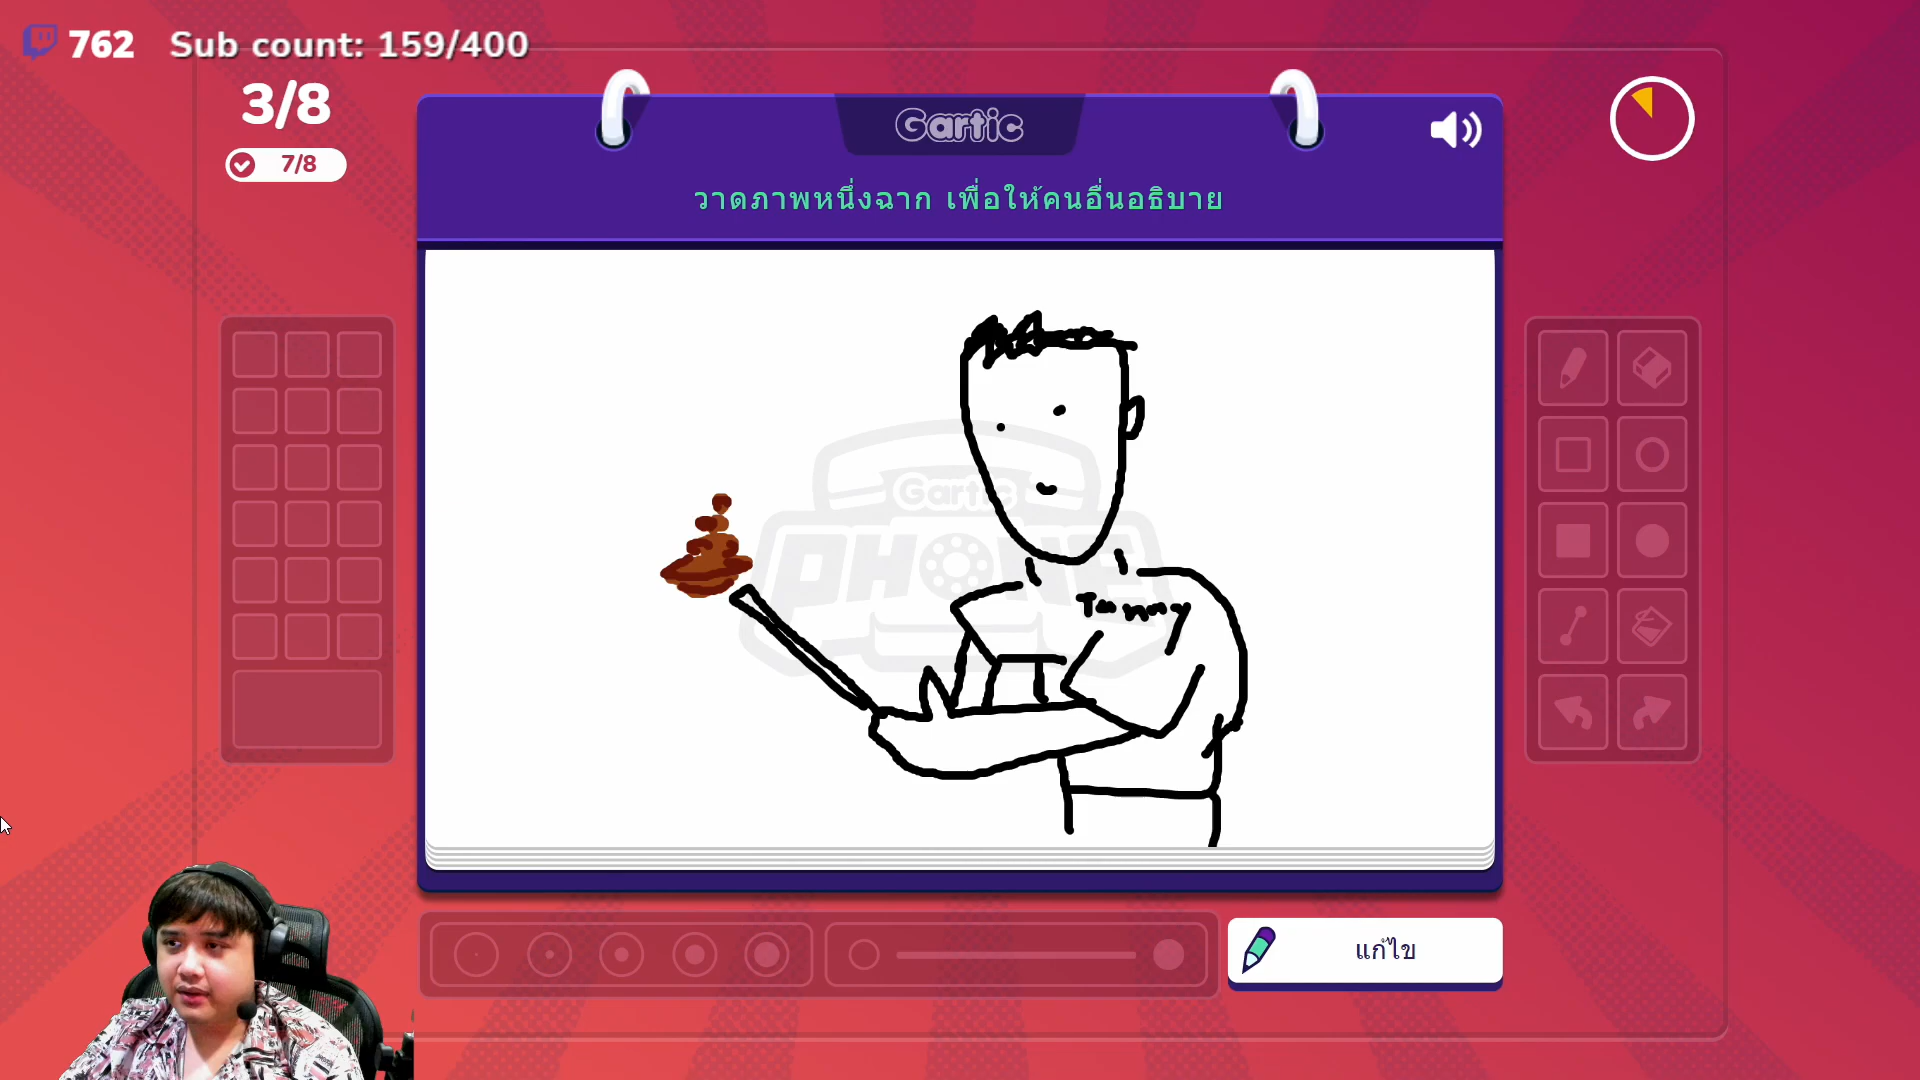 762 Sub count: 159/400
3/8
7/8
Gartic
วาดภาพหนึ่งฉาก เพื่อให้คนอื่นอธิบาย
Gartic
PHONE
Tommy
แก้ไข